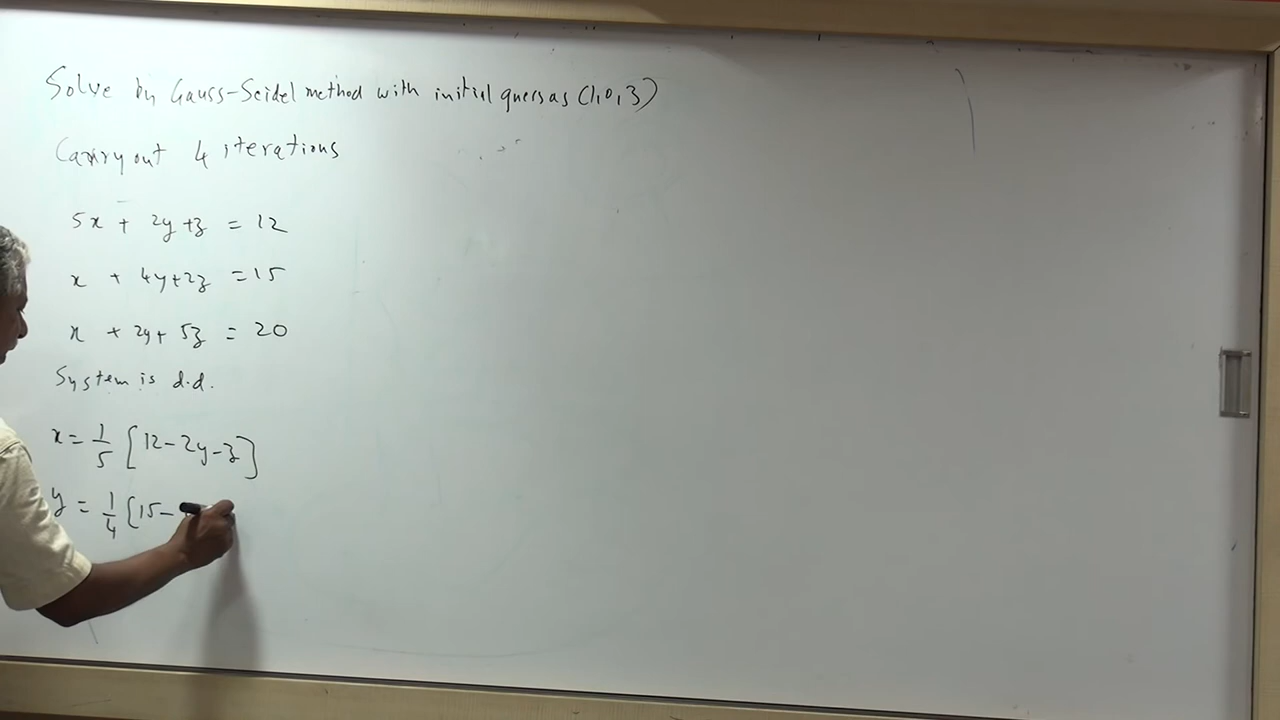 Solve by Gauss-Seidel method with initial guess as (1, 0, 3)
Carry out 4 iterations
5x + 2y + z = 12
x + 4y + 2z = 15
x + 2y + 5z = 20
System is d.d.
x = 1/5 [12 - 2y - z]
y = 1/4 [15 -